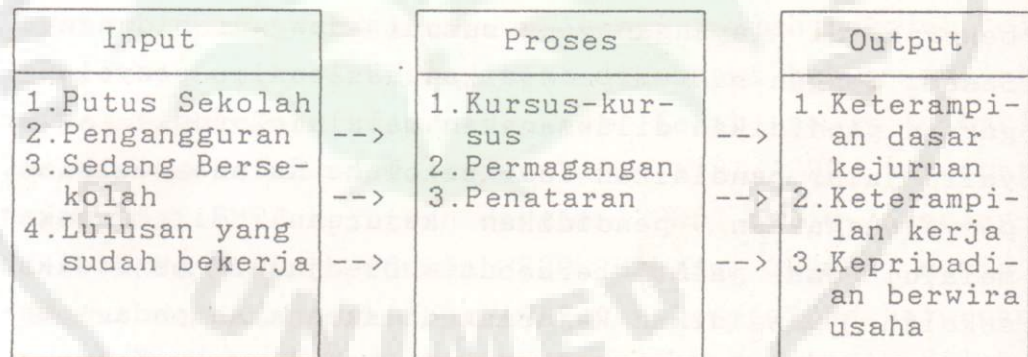 Input
1.Putus Sekolah
2.Pengangguran -->
3.Sedang Berse-
kolah -->
4.Lulusan yang
sudah bekerja -->
Proses
1.Kursus-kur-
sus -->
2.Permagangan
3.Penataran -->
-->
Output
1.Keterampi-
an dasar
kejuruan
2.Keterampi-
lan kerja
3.Kepribadi-
an berwira
usaha
UNIMED